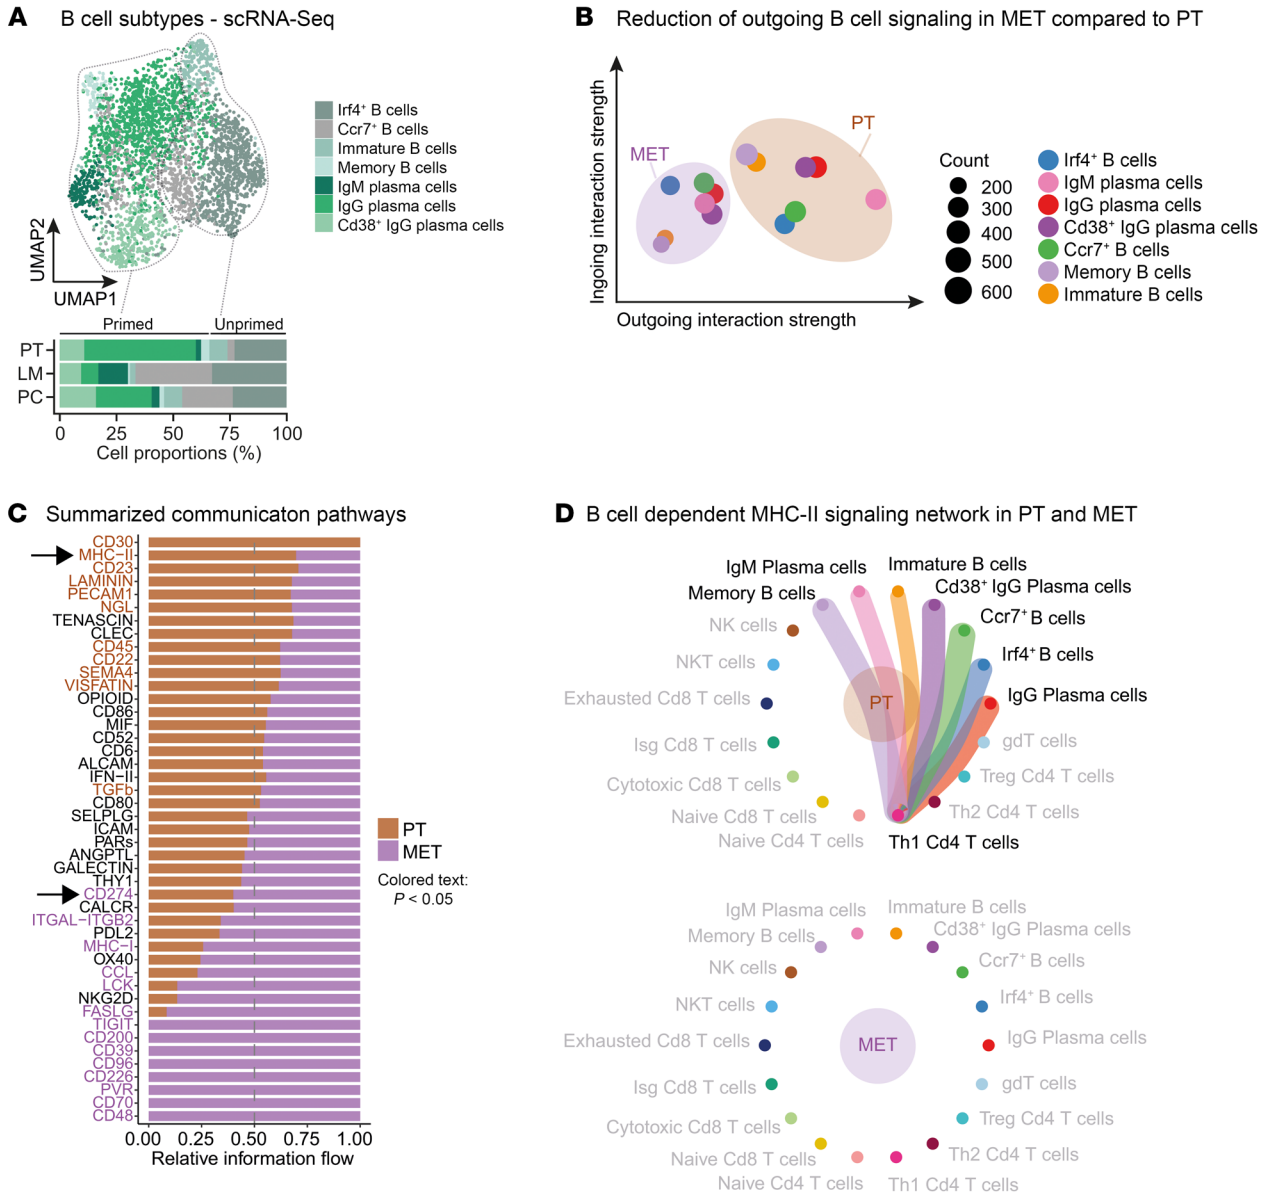 A B cell subtypes - scRNA-Seq
UMAP2
UMAP1
Irf4⁺ B cells
Ccr7⁺ B cells
Immature B cells
Memory B cells
IgM plasma cells
IgG plasma cells
Cd38⁺ IgG plasma cells
Primed
Unprimed
PT
LM
PC
0 25 50 75 100
Cell proportions (%)
B Reduction of outgoing B cell signaling in MET compared to PT
Ingoing interaction strength
Outgoing interaction strength
MET
PT
Count
200
300
400
500
600
Irf4⁺ B cells
IgM plasma cells
IgG plasma cells
Cd38⁺ IgG plasma cells
Ccr7⁺ B cells
Memory B cells
Immature B cells
C Summarized communicaton pathways
CD30
MHC−II
CD23
LAMININ
PECAM1
NGL
TENASCIN
CLEC
CD45
CD22
SEMA4
VISFATIN
OPIOID
CD86
MIF
CD52
CD6
ALCAM
IFN−II
TGFb
CD80
SELPLG
ICAM
PARs
ANGPTL
GALECTIN
THY1
CD274
CALCR
ITGAL−ITGB2
PDL2
MHC−I
OX40
CCL
LCK
NKG2D
FASLG
TIGIT
CD200
CD39
CD96
CD226
PVR
CD70
CD48
0.00 0.25 0.50 0.75 1.00
Relative information flow
PT
MET
Colored text:
P < 0.05
D B cell dependent MHC-II signaling network in PT and MET
IgM Plasma cells
Immature B cells
Memory B cells
Cd38⁺ IgG Plasma cells
NK cells
Ccr7⁺ B cells
NKT cells
Irf4⁺ B cells
Exhausted Cd8 T cells
PT
IgG Plasma cells
Isg Cd8 T cells
gdT cells
Cytotoxic Cd8 T cells
Treg Cd4 T cells
Naive Cd8 T cells
Th2 Cd4 T cells
Naive Cd4 T cells
Th1 Cd4 T cells
IgM Plasma cells
Immature B cells
Memory B cells
Cd38⁺ IgG Plasma cells
NK cells
Ccr7⁺ B cells
NKT cells
Irf4⁺ B cells
Exhausted Cd8 T cells
MET
IgG Plasma cells
Isg Cd8 T cells
gdT cells
Cytotoxic Cd8 T cells
Treg Cd4 T cells
Naive Cd8 T cells
Th2 Cd4 T cells
Naive Cd4 T cells
Th1 Cd4 T cells